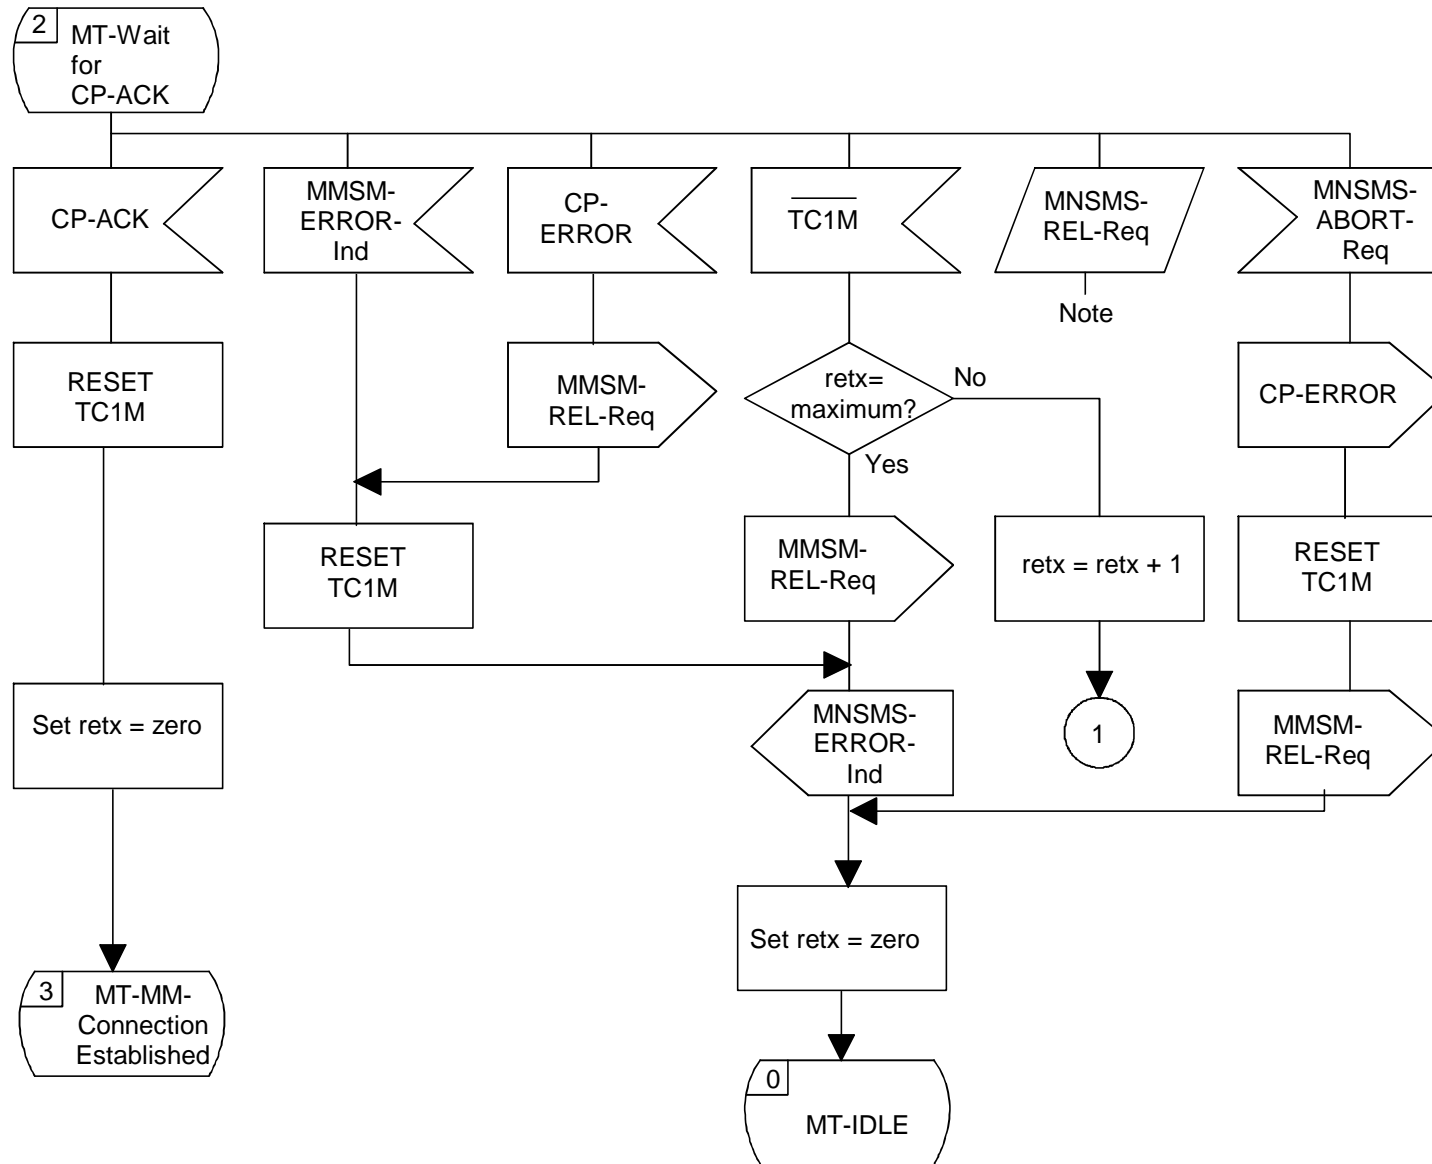 2
MT-Wait
for
CP-ACK
CP-ACK
MMSM-
ERROR-
Ind
CP-
ERROR
TC1M
MNSMS-
REL-Req
Note
MNSMS-
ABORT-
Req
RESET
TC1M
MMSM-
REL-Req
retx=
maximum?
No
Yes
CP-ERROR
RESET
TC1M
MMSM-
REL-Req
retx = retx + 1
RESET
TC1M
Set retx = zero
MNSMS-
ERROR-
Ind
1
MMSM-
REL-Req
Set retx = zero
3
MT-MM-
Connection
Established
0
MT-IDLE